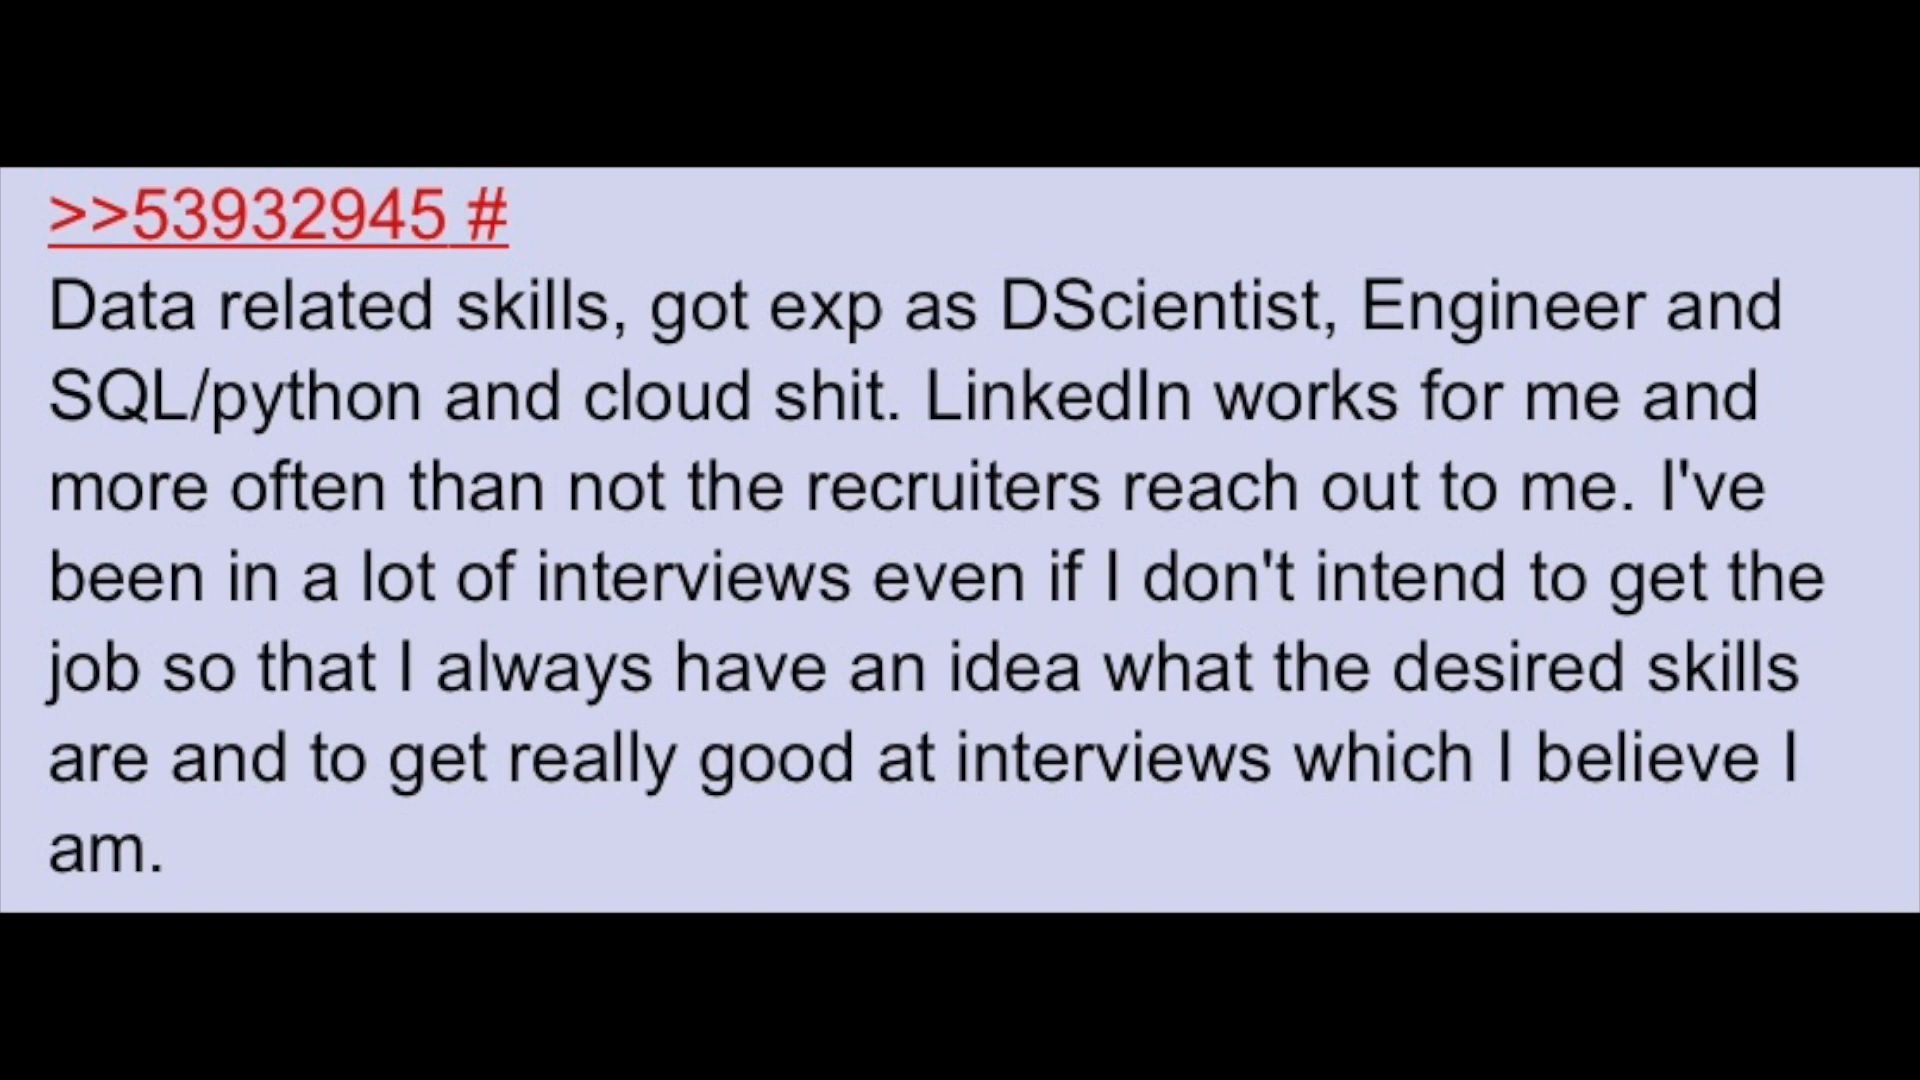 >>53932945 #
Data related skills, got exp as DScientist, Engineer and
SQL/python and cloud shit. LinkedIn works for me and
more often than not the recruiters reach out to me. I've
been in a lot of interviews even if I don't intend to get the
job so that I always have an idea what the desired skills
are and to get really good at interviews which I believe I
am.